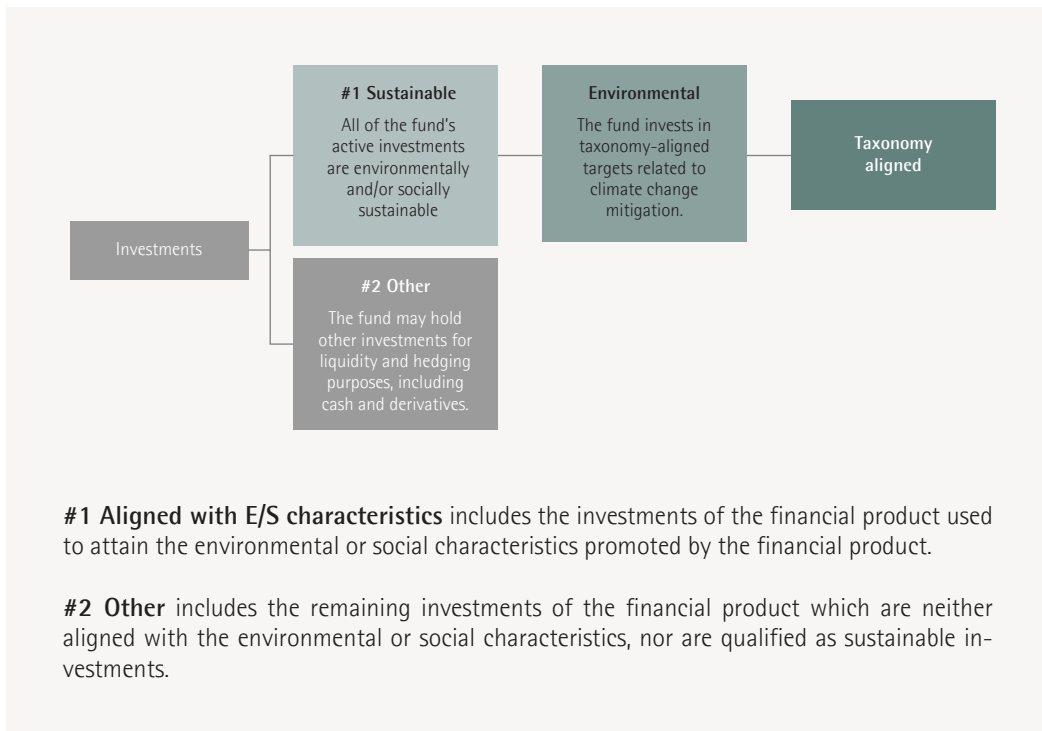 #1 Sustainable
All of the fund's
active investments
are environmentally
and/or socially
sustainable
Environmental
The fund invests in
taxonomy-aligned
targets related to
climate change
mitigation.
Taxonomy
aligned
Investments
#2 Other
The fund may hold
other investments for
liquidity and hedging
purposes, including
cash and derivatives.
#1 Aligned with E/S characteristics includes the investments of the financial product used
to attain the environmental or social characteristics promoted by the financial product.
#2 Other includes the remaining investments of the financial product which are neither
aligned with the environmental or social characteristics, nor are qualified as sustainable in-
vestments.